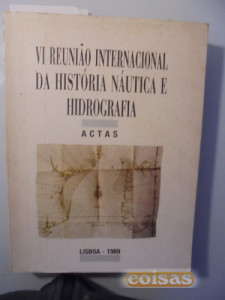 VI REUNIÃO INTERNACIONAL
DA HISTÓRIA NÁUTICA E
HIDROGRAFIA
ACTAS
LISBOA - 1989
coisas